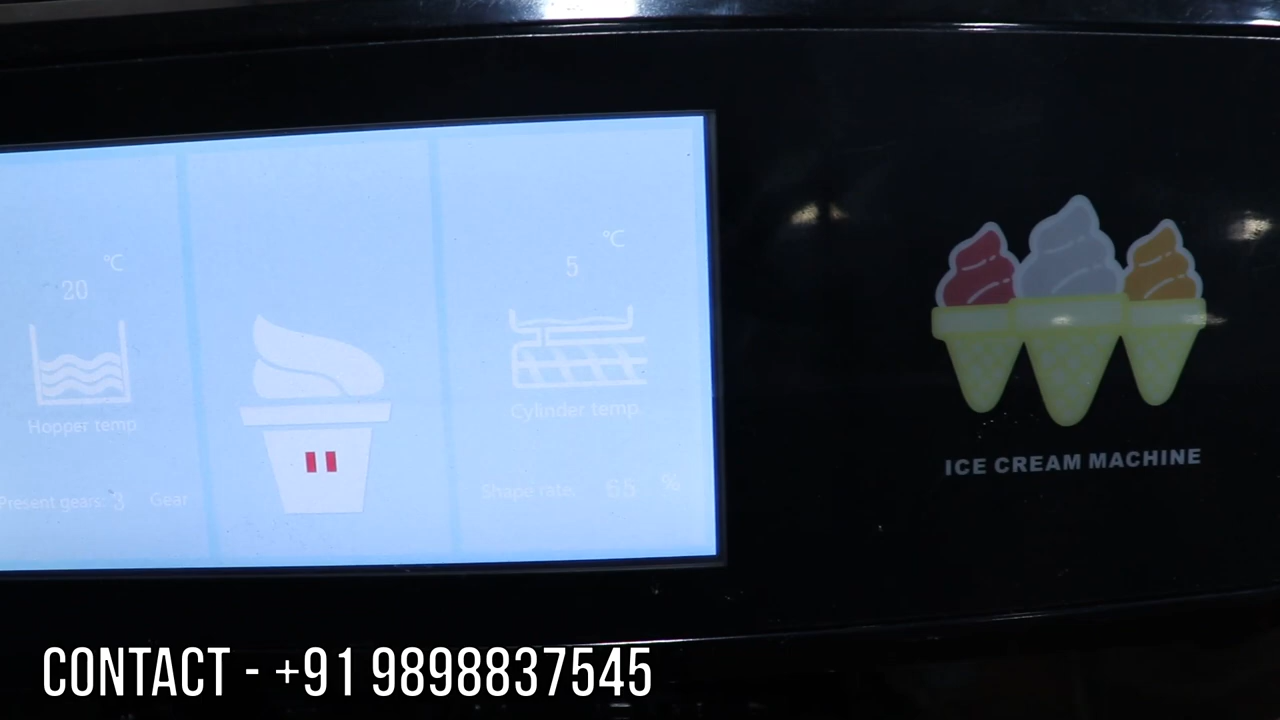 °C
20
Hopper temp
Present gears: 3 Gear
°C
5
Cylinder temp.
Shape rate: 65 %
ICE CREAM MACHINE
CONTACT - +91 9898837545